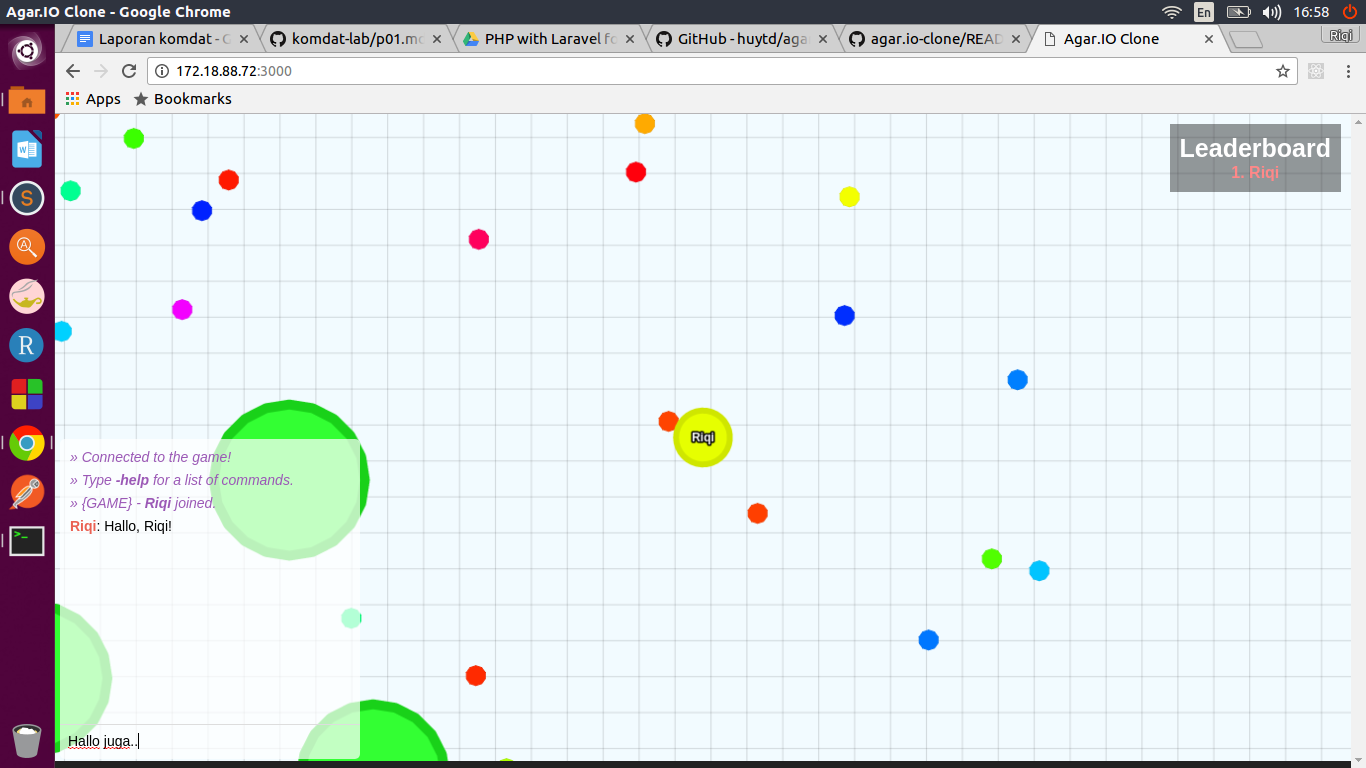 Agar.IO Clone - Google Chrome
En
16:58
Laporan komdat - G
komdat-lab/p01.mo
PHP with Laravel fo
GitHub - huytd/aga
agar.io-clone/READ
Agar.IO Clone
Riqi
172.18.88.72:3000
Apps
Bookmarks
Leaderboard
1. Riqi
Riqi
» Connected to the game!
» Type -help for a list of commands.
» {GAME} - Riqi joined.
Riqi: Hallo, Riqi!
Hallo juga..